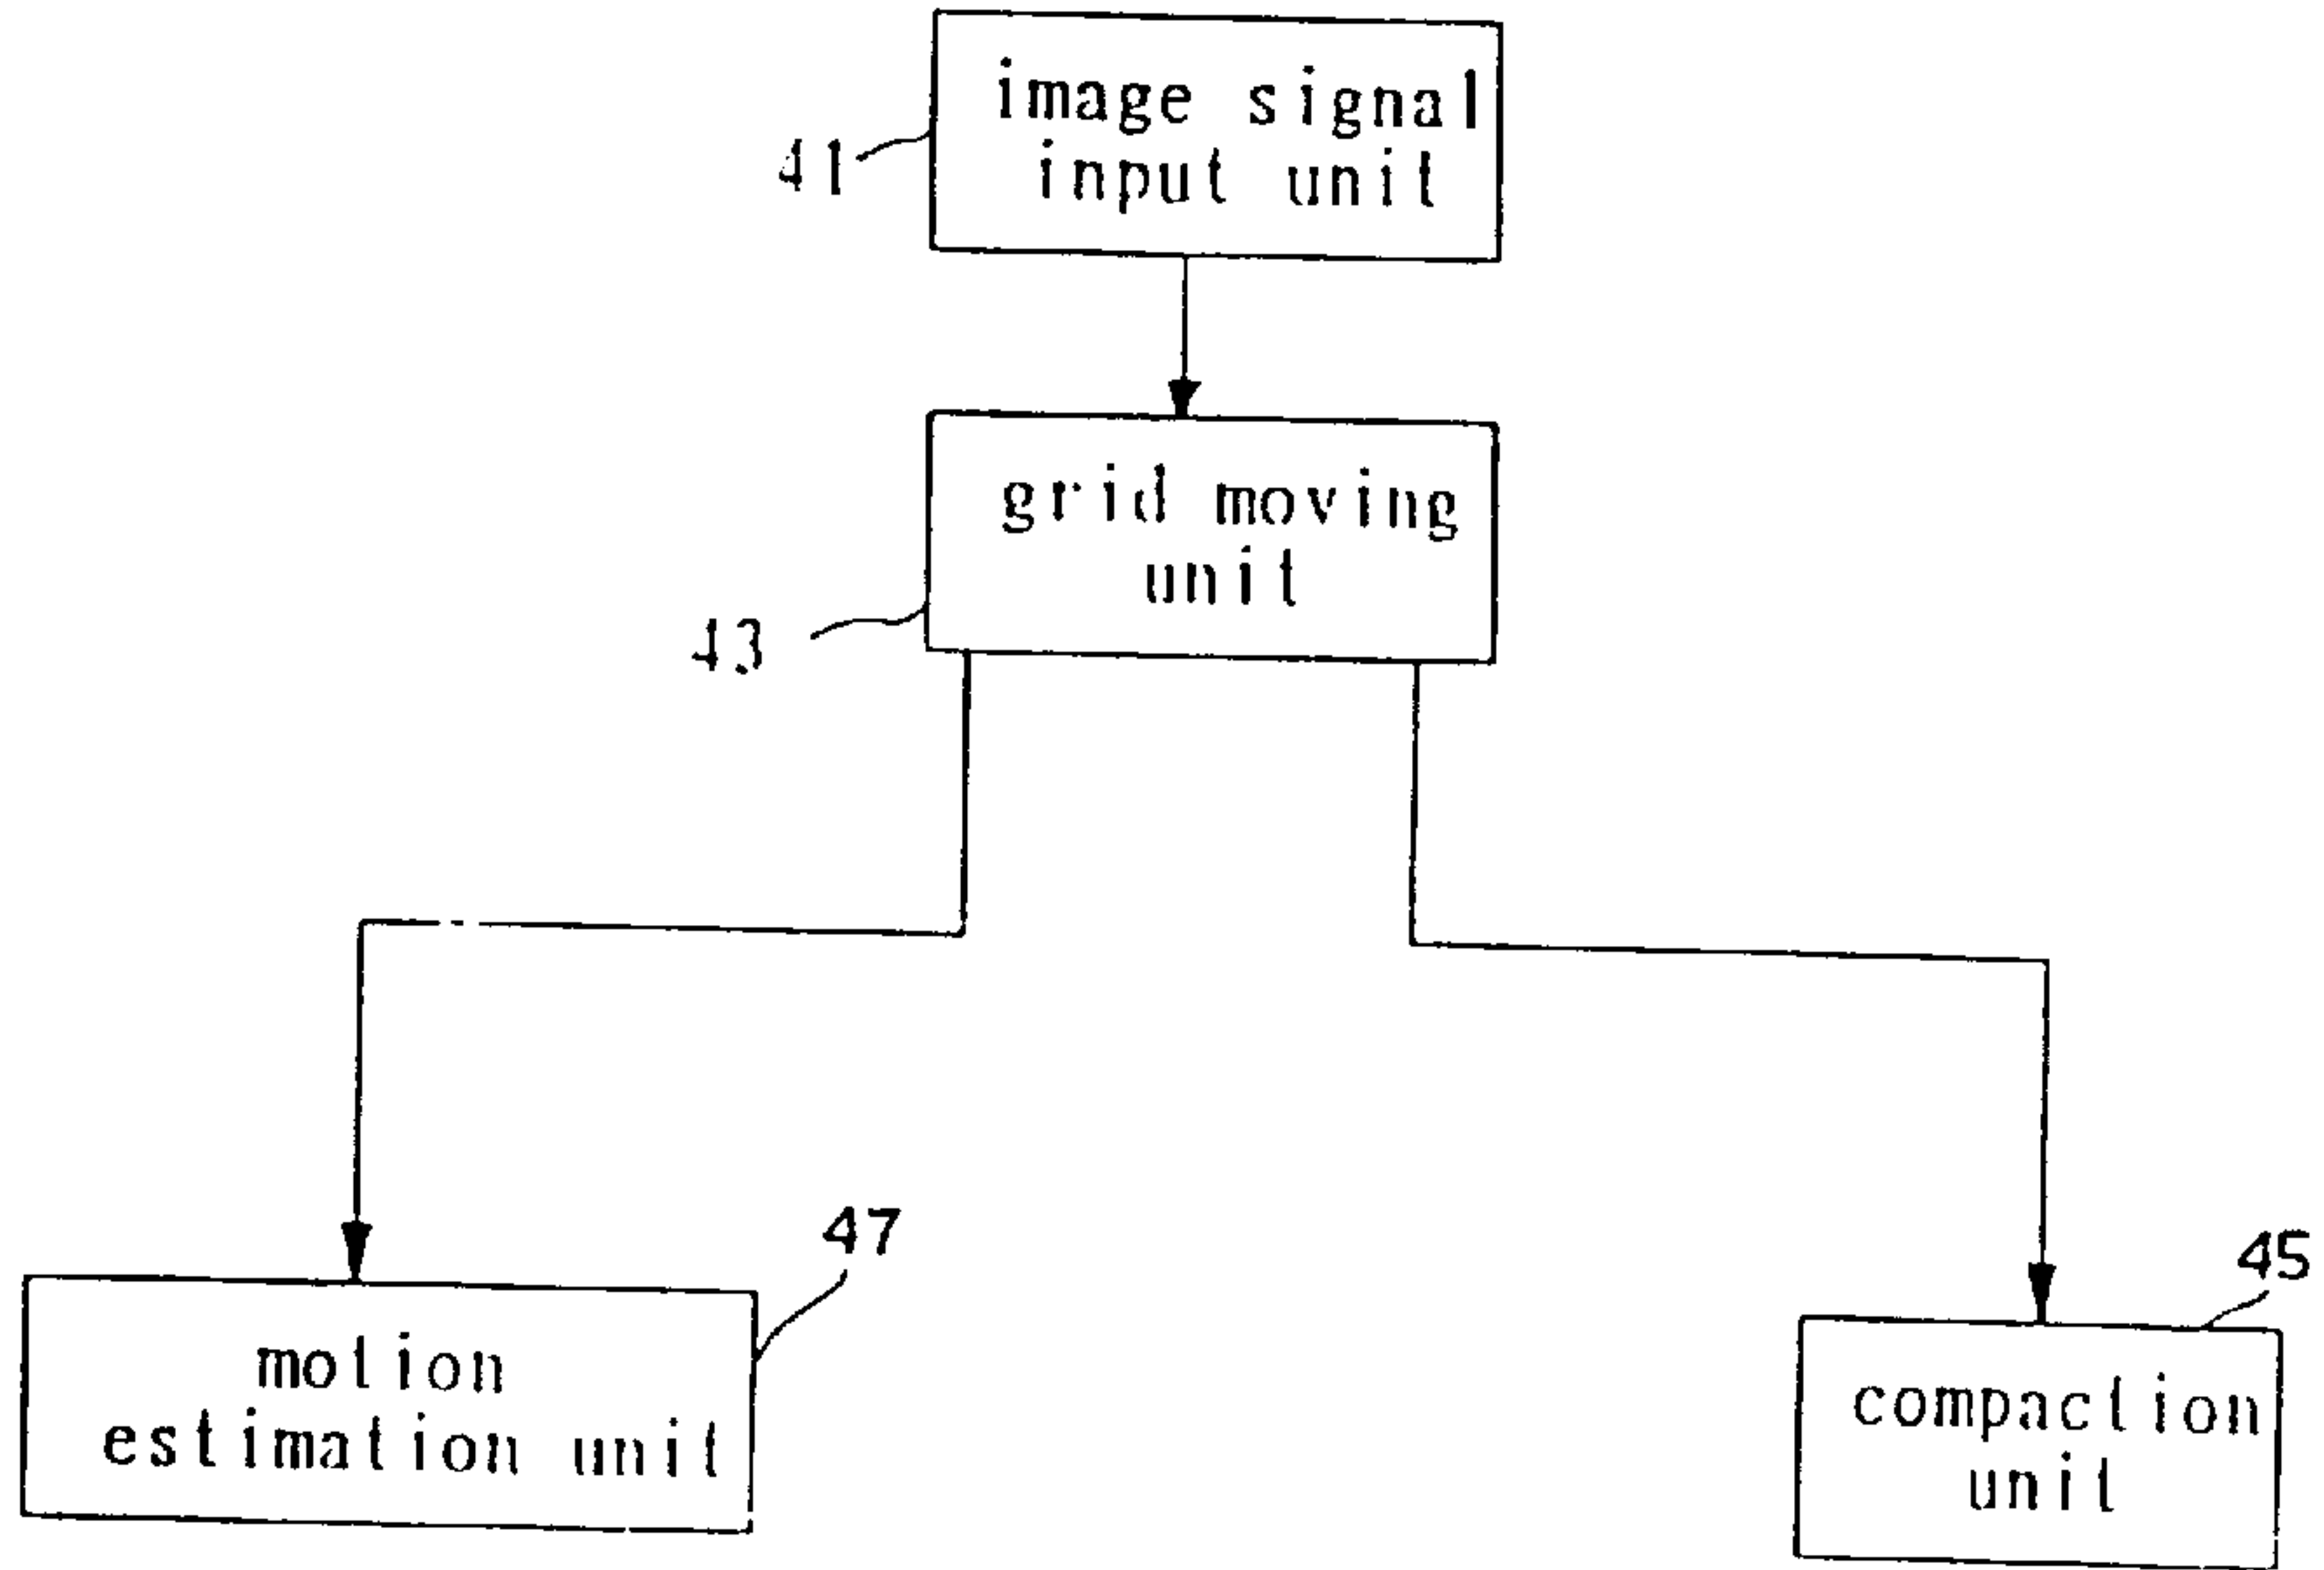 image signal
input unit
41
grid moving
unit
43
47
motion
estimation unit
45
compaction
unit